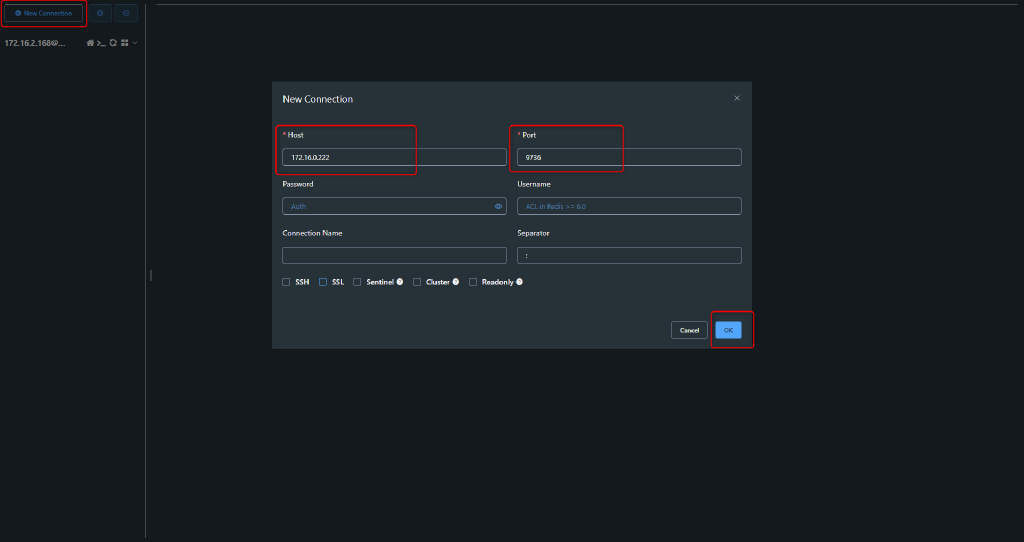 New Connection
172.16.2.168@...
New Connection
* Host
* Port
172.16.0.222
9736
Password
Username
Auth
ACL in Redis >= 6.0
Connection Name
Separator
:
SSH
SSL
Sentinel
Cluster
Readonly
Cancel
OK